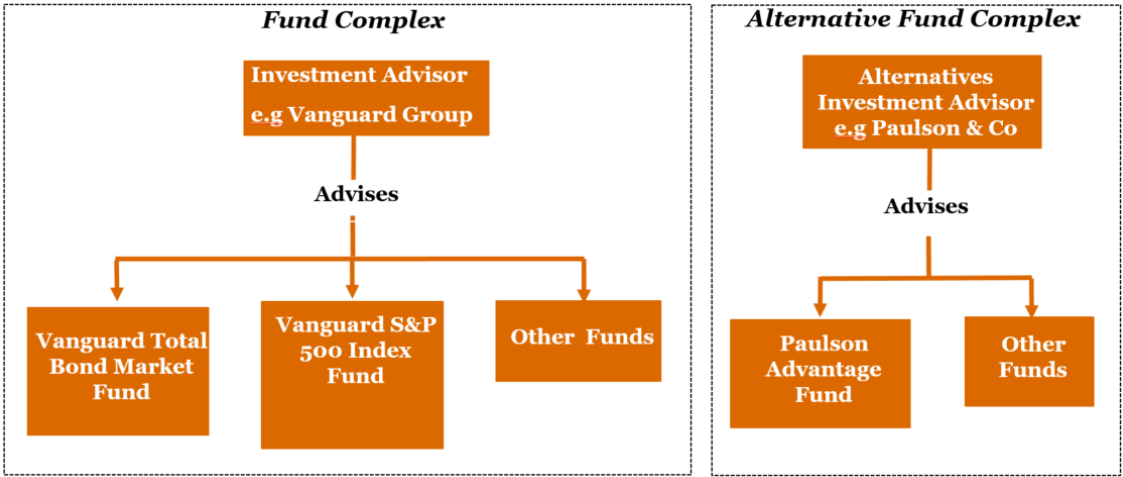 Fund Complex
Investment Advisor
e.g Vanguard Group
Advises
Vanguard Total
Bond Market
Fund
Vanguard S&P
500 Index
Fund
Other Funds
Alternative Fund Complex
Alternatives
Investment Advisor
e.g Paulson & Co
Advises
Paulson
Advantage
Fund
Other
Funds